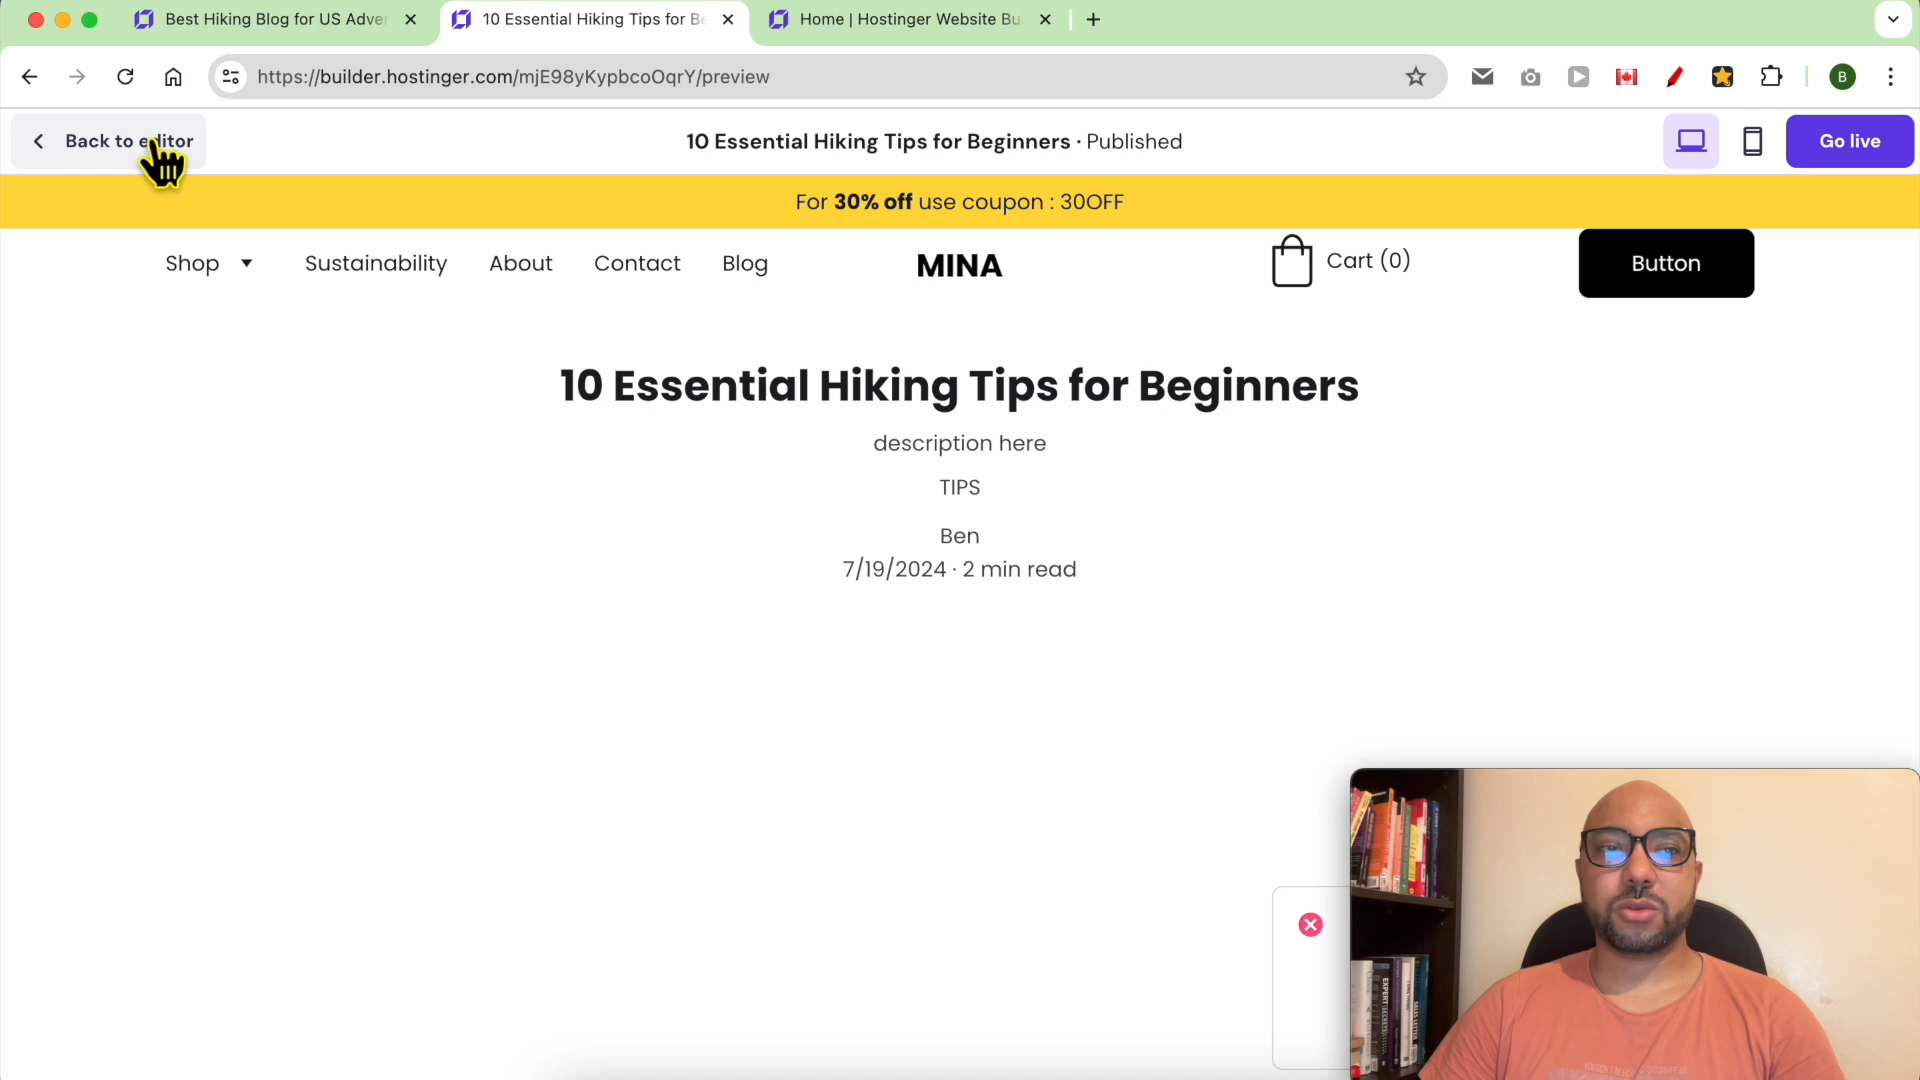 Best Hiking Blog for US Adve
10 Essential Hiking Tips for B
Home | Hostinger Website Bu
https://builder.hostinger.com/mjE98yKypbcoOqrY/preview
B
Back to editor
10 Essential Hiking Tips for Beginners · Published
Go live
For 30% off use coupon : 30OFF
Shop
Sustainability
About
Contact
Blog
MINA
Cart (0)
Button
10 Essential Hiking Tips for Beginners
description here
TIPS
Ben
7/19/2024 · 2 min read
EXPERT